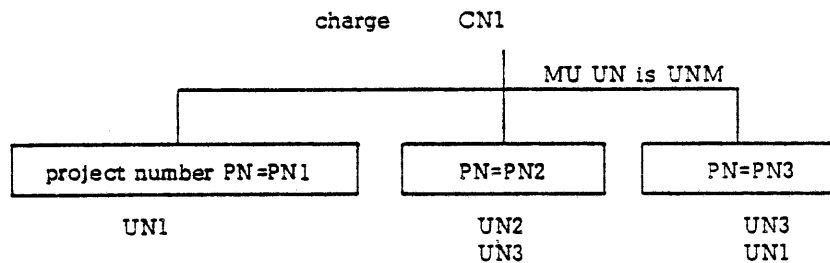 charge CN1
MU UN is UNM
project number PN=PN1 PN=PN2 PN=PN3
UN1 UN2 UN3
UN3 UN1